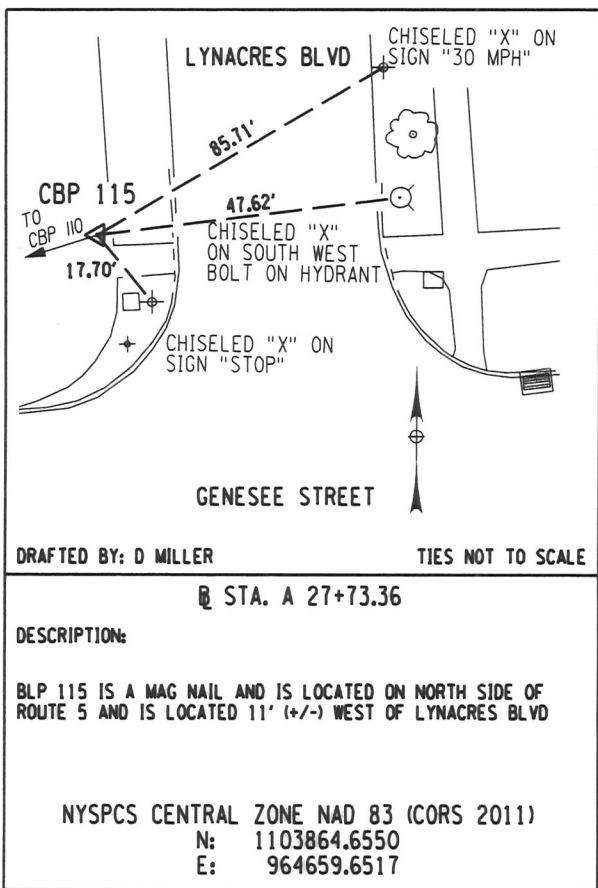 CHISELED "X" ON
SIGN "30 MPH"
LYNACRES BLVD
85.71'
CBP 115
TO
CBP 110
47.62'
CHISELED "X"
ON SOUTH WEST
BOLT ON HYDRANT
17.70'
CHISELED "X" ON
SIGN "STOP"
GENESEE STREET
DRAFTED BY: D MILLER
TIES NOT TO SCALE
BL STA. A 27+73.36
DESCRIPTION:
BLP 115 IS A MAG NAIL AND IS LOCATED ON NORTH SIDE OF
ROUTE 5 AND IS LOCATED 11' (+/-) WEST OF LYNACRES BLVD
NYSPCS CENTRAL ZONE NAD 83 (CORS 2011)
N: 1103864.6550
E: 964659.6517